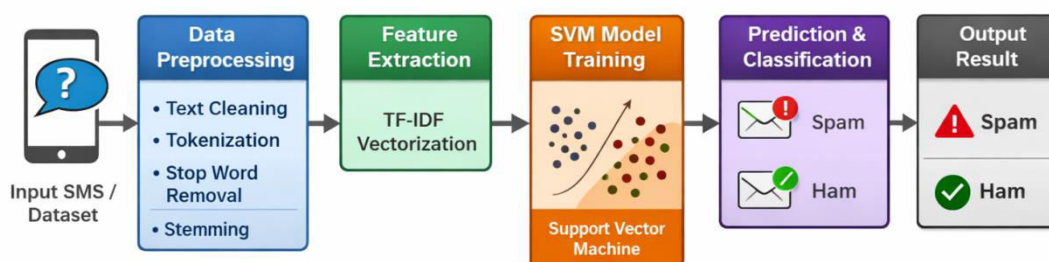 ?
Input SMS /
Dataset
Data
Preprocessing
• Text Cleaning
• Tokenization
• Stop Word
Removal
• Stemming
Feature
Extraction
TF-IDF
Vectorization
SVM Model
Training
Support Vector
Machine
Prediction &
Classification
!
Spam
Ham
Output
Result
!
Spam
Ham